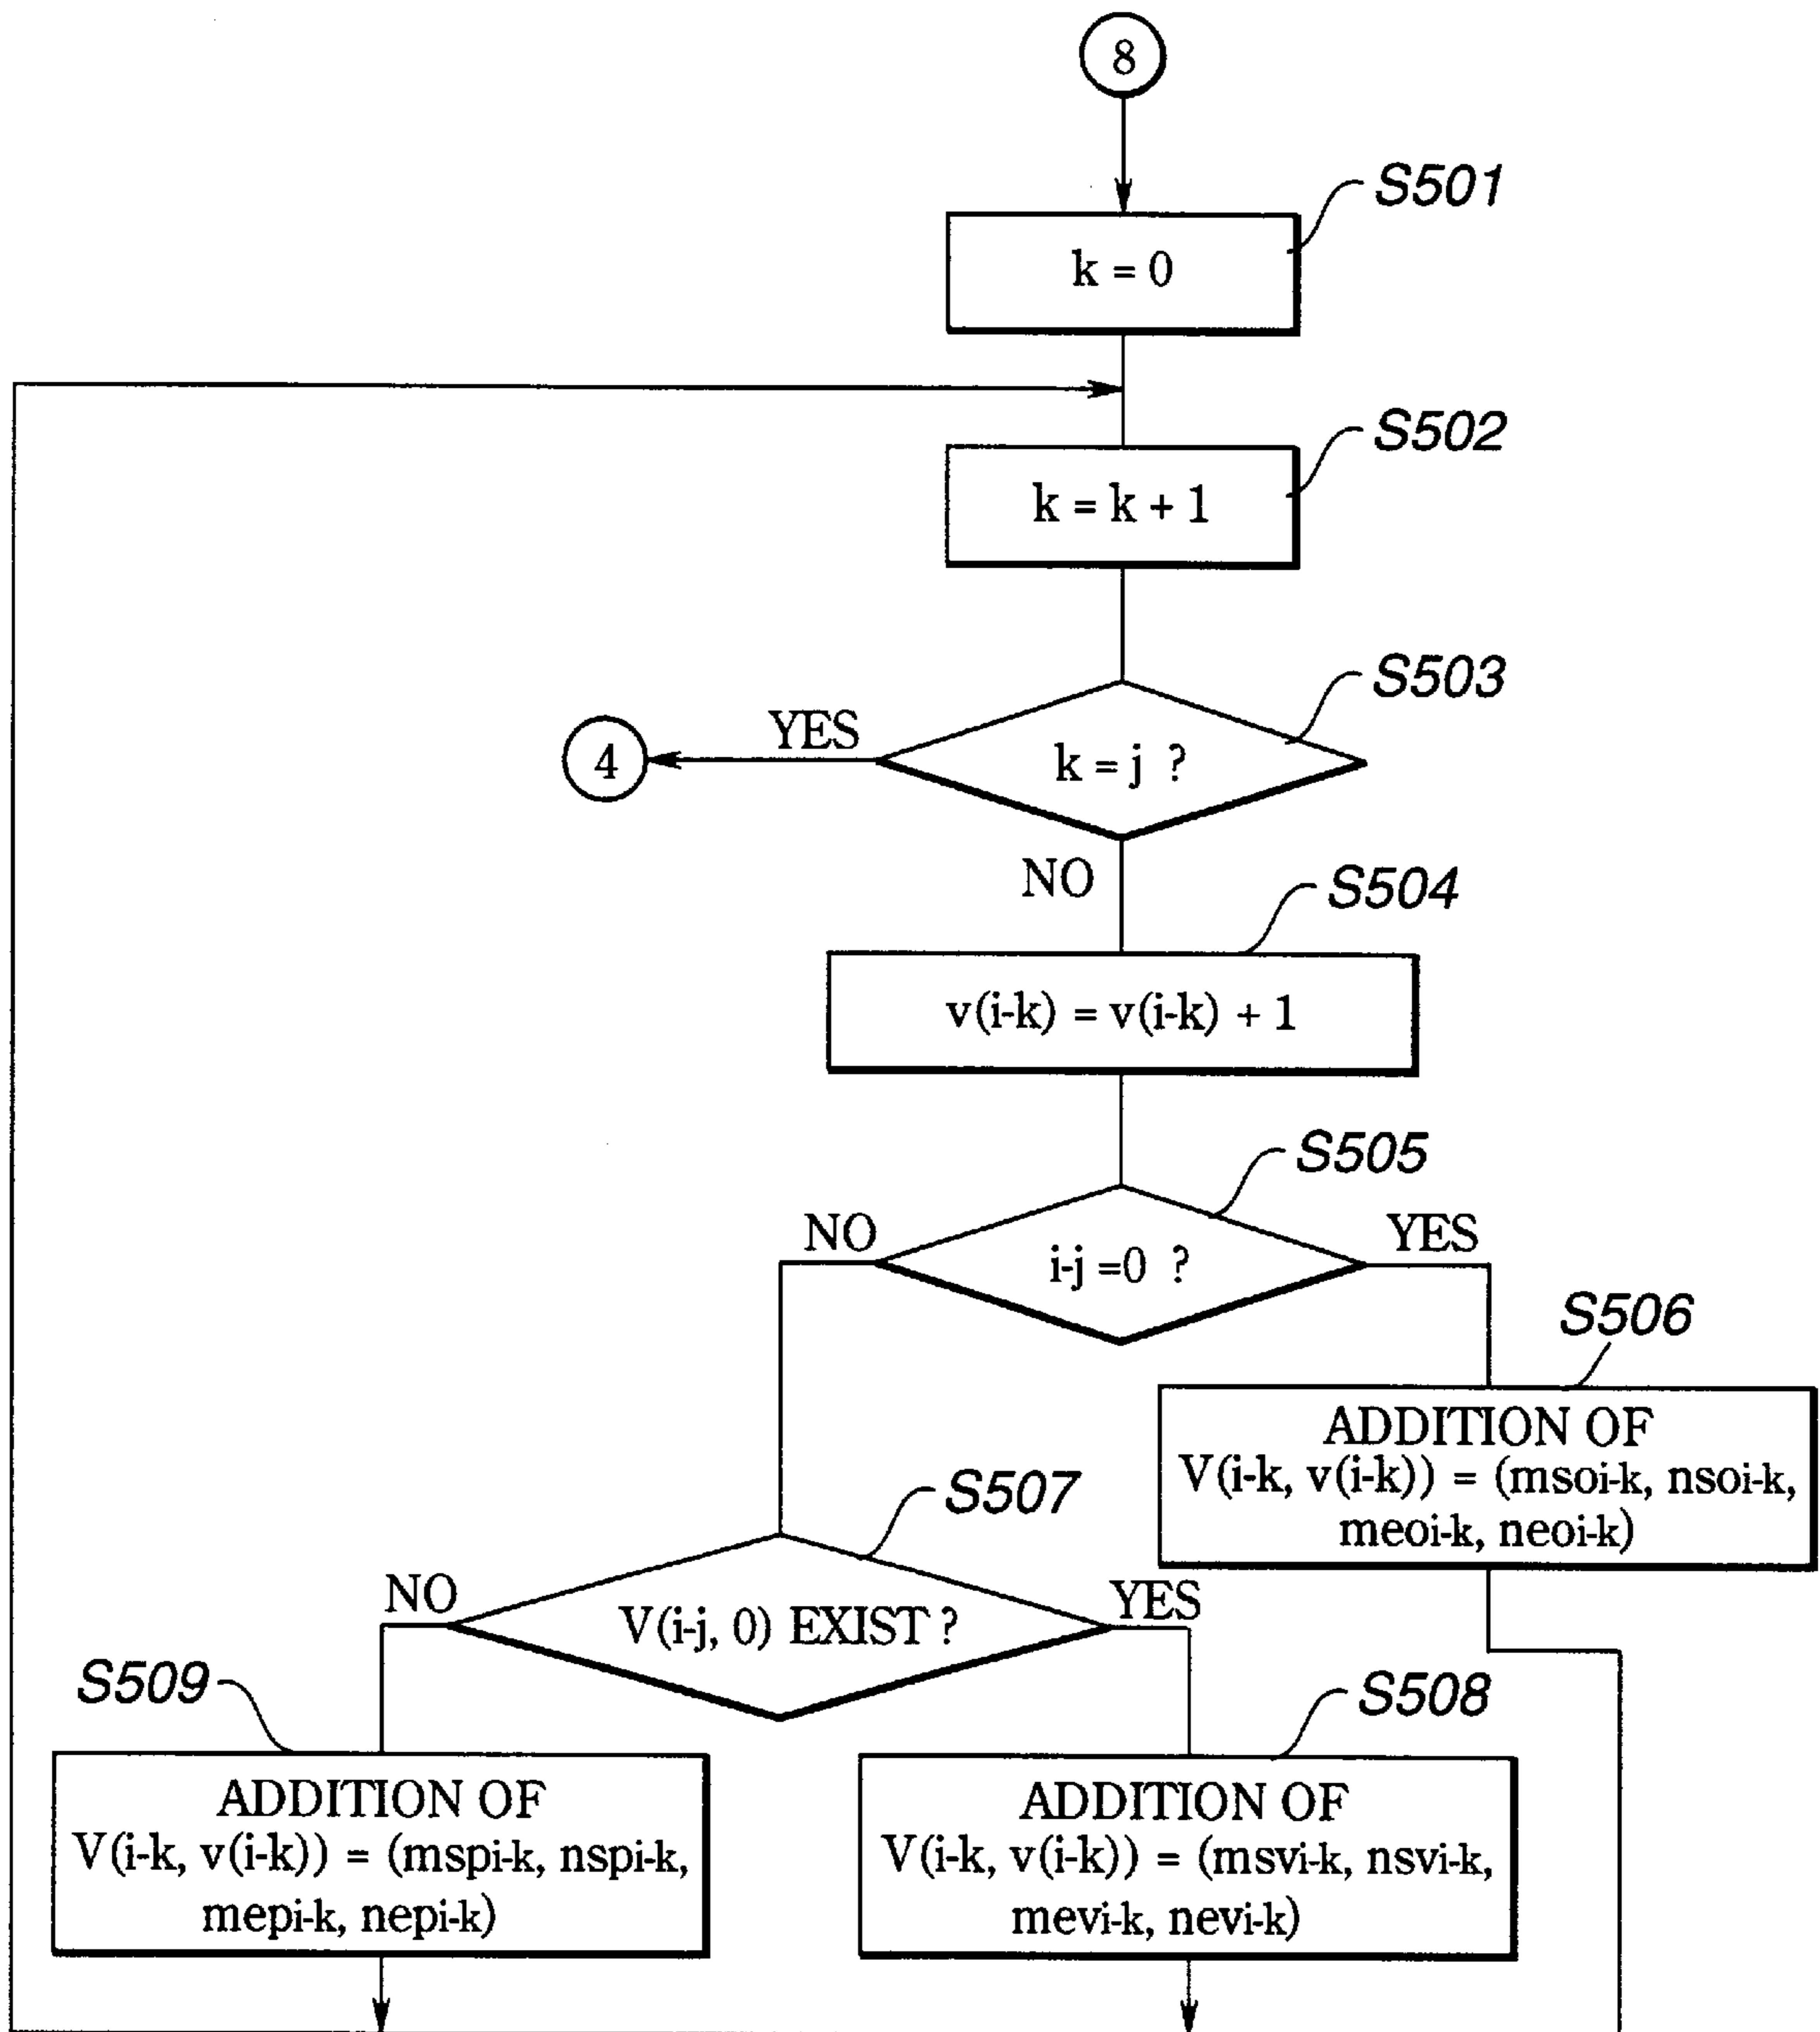 8
S501
k = 0
S502
k = k + 1
S503
YES
4
k = j ?
NO
S504
v(i-k) = v(i-k) + 1
S505
NO
YES
i-j =0 ?
S506
ADDITION OF
V(i-k, v(i-k)) = (msoi-k, nsoi-k,
meoi-k, neoi-k)
S507
NO
YES
V(i-j, 0) EXIST ?
S509
S508
ADDITION OF
V(i-k, v(i-k)) = (mspi-k, nspi-k,
mepi-k, nepi-k)
ADDITION OF
V(i-k, v(i-k)) = (msvi-k, nsvi-k,
mevi-k, nevi-k)